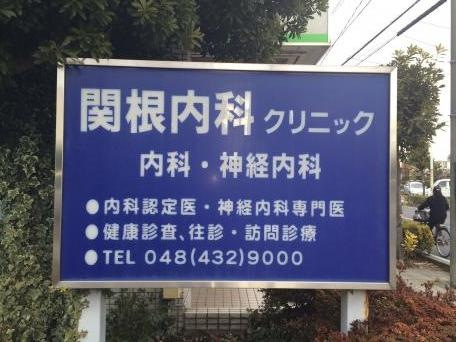 関根内科 クリニック
内科・神経内科
●内科認定医・神経内科専門医
●健康診査、往診・訪問診療
●TEL 048(432)9000